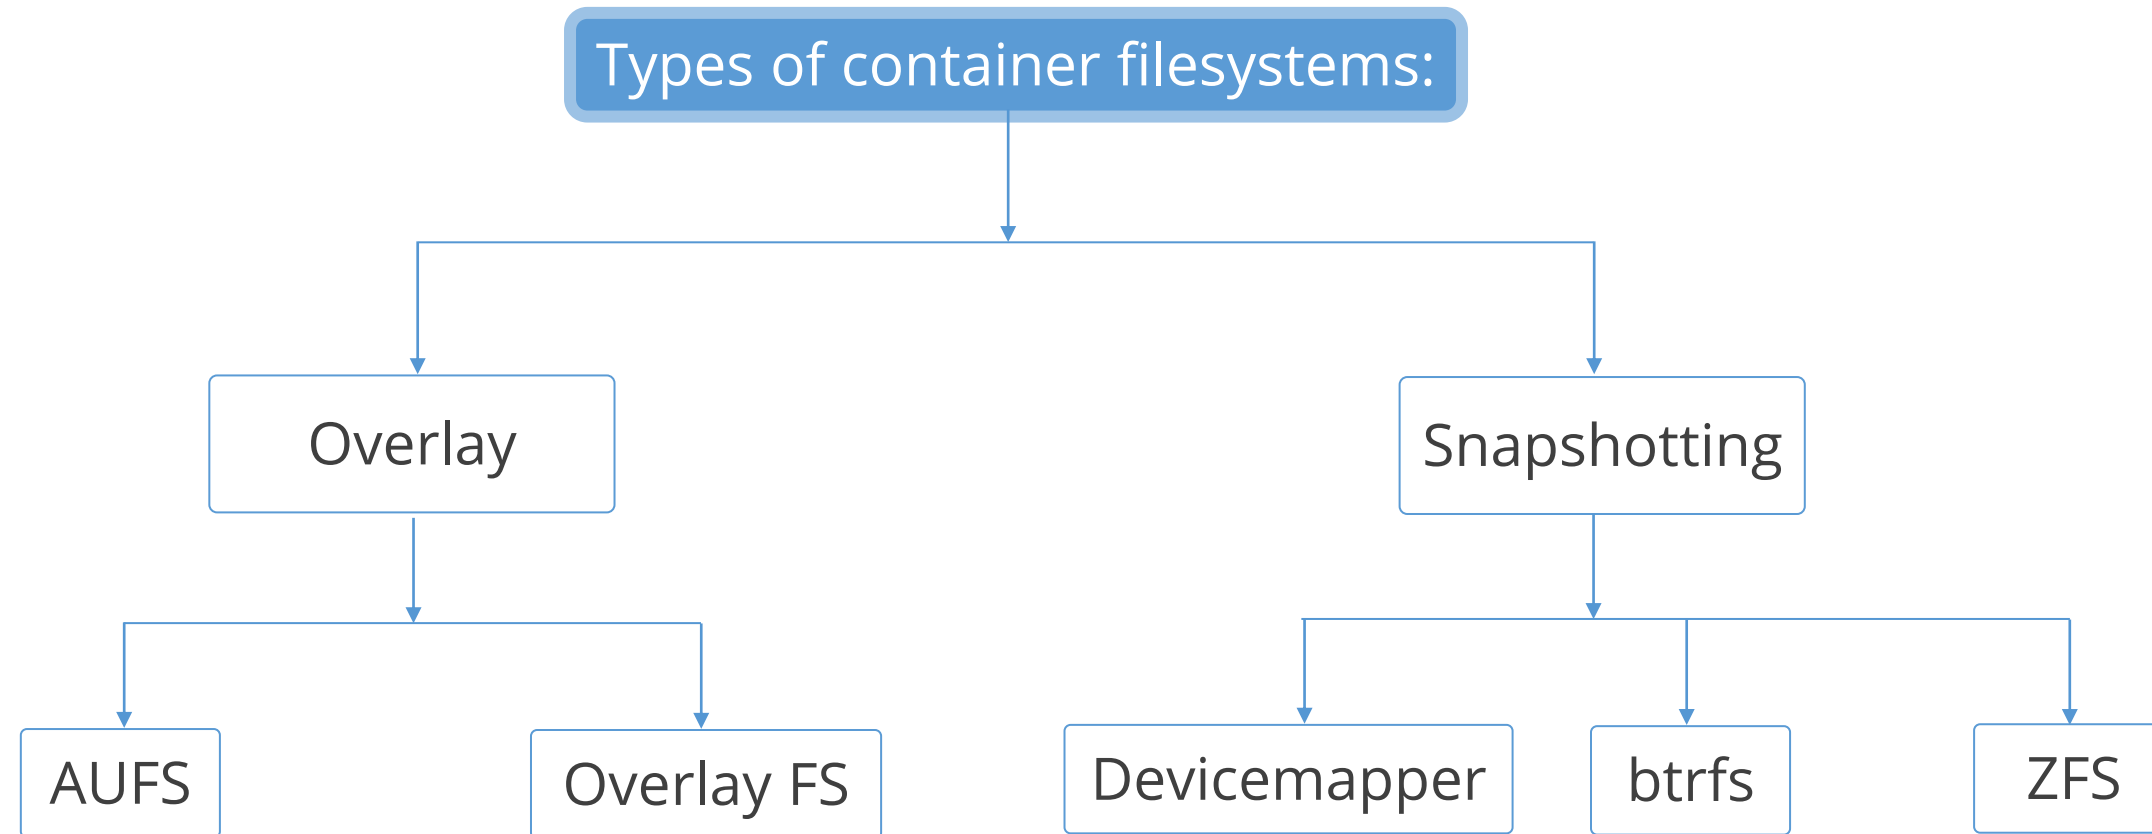 Types of container filesystems:
Overlay
Snapshotting
AUFS
Overlay FS
Devicemapper
btrfs
ZFS